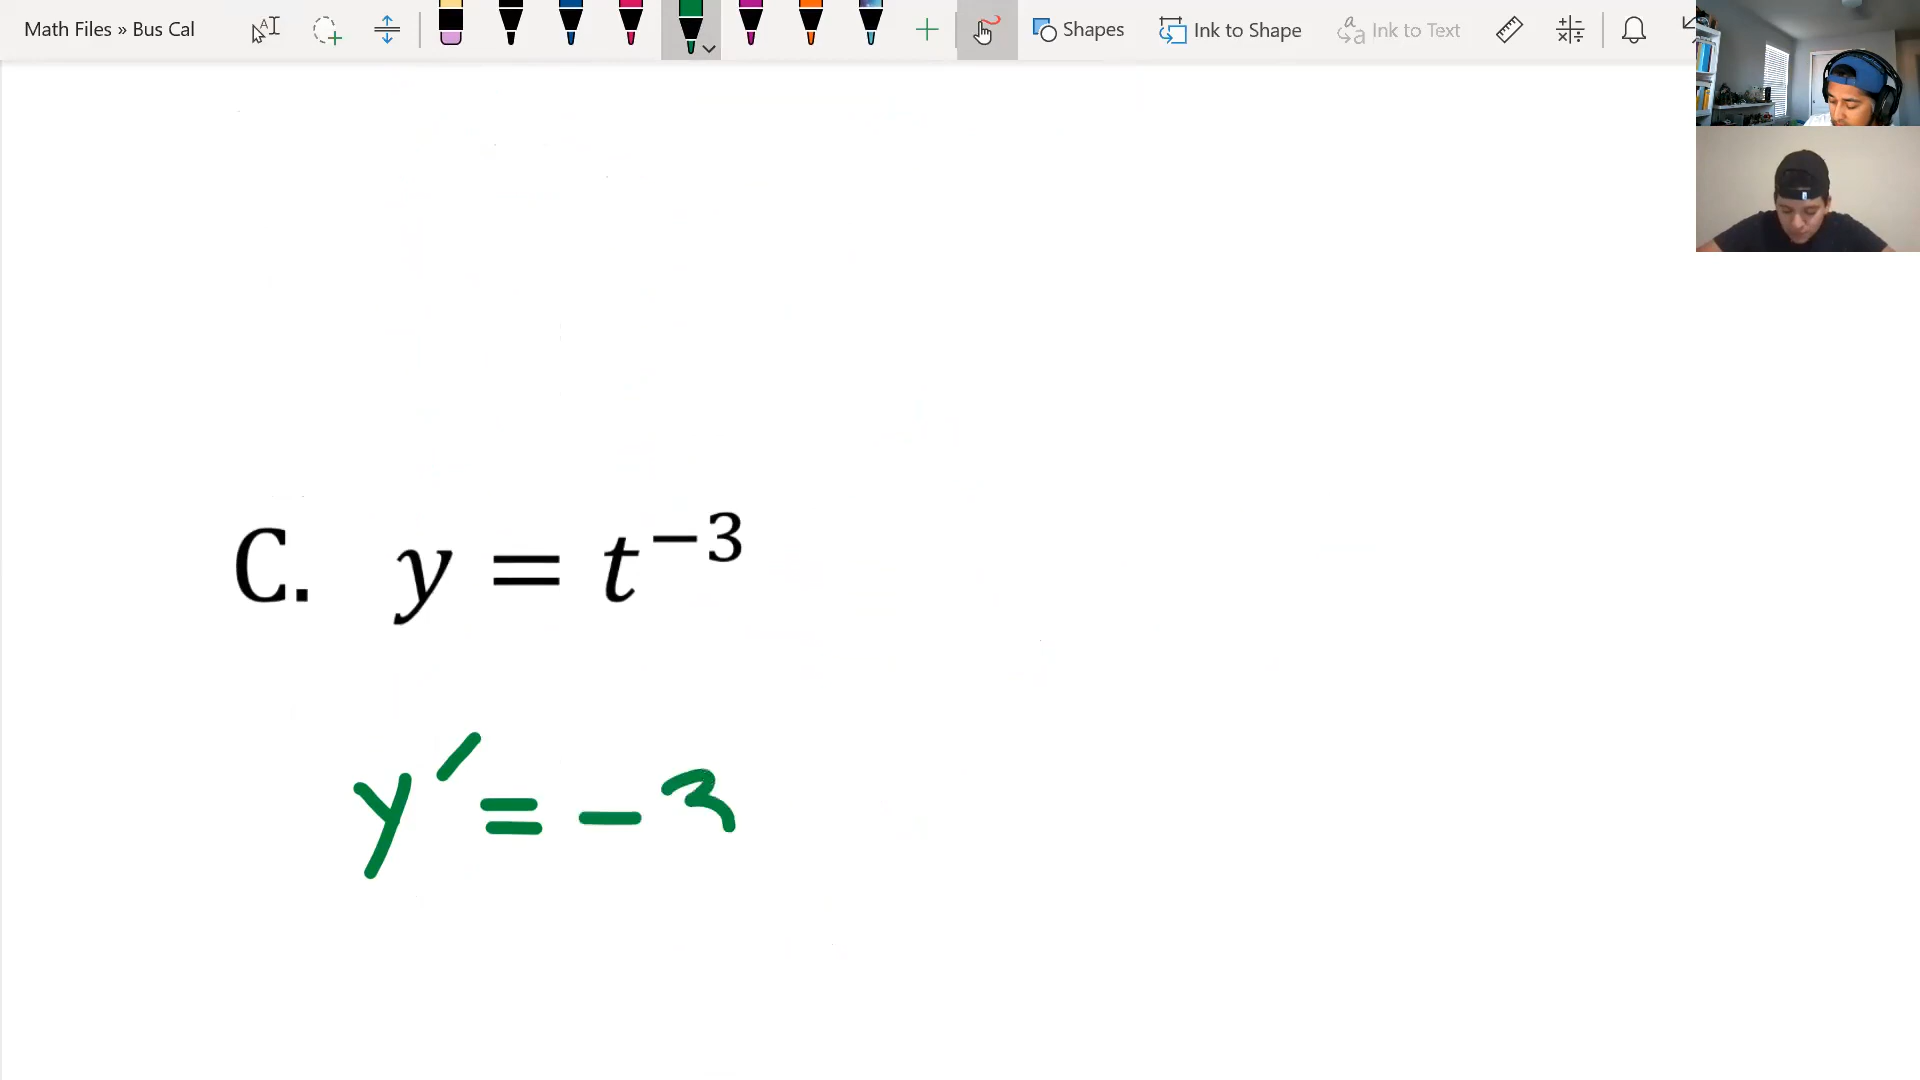 Math Files » Bus Cal Shapes Ink to Shape Ink to Text
C. y = t⁻³
y′ = − 3